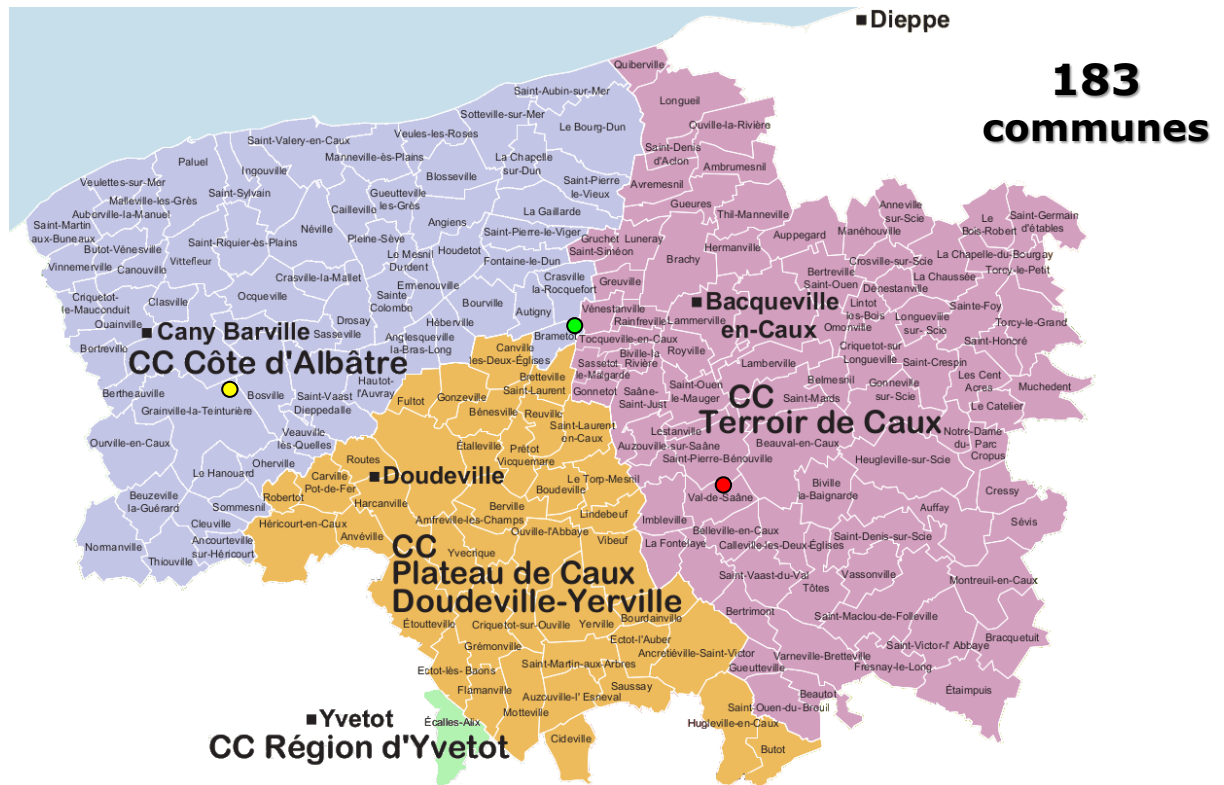 Dieppe
183
communes
Quiberville
Saint-Aubin-sur-Mer
Longueil
Sotteville-sur-Mer
Le Bourg-Dun
Ouville-la-Rivière
Veules-les-Roses
Saint-Valery-en-Caux
Saint-Denis
d'Aclon
Manneville-ès-Plains
La Chapelle
sur-Dun
Paluel
Ingouville
Blosseville
Ambrumesnil
Veulettes-sur-Mer
Saint-Sylvain
Gueutteville
les-Grès
Saint-Pierre
le-Vieux
Avremesnil
Malleville-les-Grès
Auberville-la-Manuel
Cailleville
La Gaillarde
Gueures
Thil-Manneville
Anneville
sur-Scie
Le
Bois-Robert
Saint-Germain
d'étables
Saint-Martin
aux-Buneaux
Angiens
Néville
Saint-Pierre-le-Viger
Manéhouville
Auppegard
Butot-Vénesville
Saint-Riquier-ès-Plains
Pleine-Sève
Gruchet
Saint-Siméon
Luneray
Hermanville
Vittefleur
Le Mesnil
Durdent
Houdetot
Fontaine-le-Dun
Brachy
Crosville-sur-Scie
La Chapelle-du-Bourgay
Vinnemerville
Canouville
Crasville-la-Mallet
Crasville
la-Rocquefort
Greuville
Bertreville
Saint-Ouen
Dénestanville
La Chaussée
Torcy-le-Petit
Ermenouville
Criquetot-
le-Mauconduit
Clasville
Ocqueville
Sainte
Colombe
Bourville
Autigny
Vénestanville
Bacqueville
en-Caux
Lintot
les-Bois
Longueville
sur- Scie
Sainte-Foy
Ouainville
Cany Barville
Drosay
Héberville
Rainfreville
Lammerville
Omonville
Torcy-le-Grand
Sasseville
Anglesqueville
la-Bras-Long
Brametot
Tocqueville-en-Caux
Saint-Honoré
Bortreville
CC Côte d'Albâtre
Canville
les-Deux-Églises
Biville-la
Rivière
Royville
Criquetot-sur
Longueville
Saint-Crespin
Sassetot
le-Malgardé
Lamberville
Bertheauville
Hautot-
l'Auvray
Bretteville
Saint-Laurent
Gonnetot
Saâne-
Saint-Just
Saint-Ouen
le-Mauger
CC
Terroir de Caux
Belmesnil
Gonneville
sur-Scie
Les Cent
Acres
Muchedent
Grainville-la-Teinturière
Bosville
Saint-Vaast
Dieppedalle
Fultot
Gonzeville
Saint-Mards
Le Catelier
Bénesville
Reuville
Saint-Laurent
en-Caux
Lestanville
Veauville
lès-Quelles
Auzouville-sur-Saâne
Beauval-en-Caux
Notre-Dame
du- Parc
Cropus
Ourville-en-Caux
Étalleville
Prétot
Vicquemare
Saint-Pierre-Bénouville
Heugleville-sur-Scie
Oherville
Routes
Doudeville
Le Hanouard
Carville
Pot-de-Fer
Le Torp-Mesnil
Biville
la-Baignarde
Boudeville
Val-de-Saâne
Cressy
Beuzeville
la-Guérard
Robertot
Harcanville
Sommesnil
Berville
Lindebeuf
Auffay
Cleuville
Héricourt-en-Caux
Amfreville-les-Champs
Imbleville
Sévis
Anvéville
Ouville-l'Abbaye
Vibeuf
Belleville-en-Caux
Saint-Denis-sur-Scie
Normanville
Ancourteville
sur-Héricourt
La Fontelaye
Calleville-les-Deux-Églises
Thiouville
CC
Plateau de Caux
Doudeville-Yerville
Yvecrique
Saint-Vaast-du-Val
Vassonville
Montreuil-en-Caux
Tôtes
Bertrimont
Saint-Maclou-de-Folleville
Étoutteville
Criquetot-sur-Ouville
Yerville
Bourdainville
Bracquetuit
Ectot-l'Auber
Grémonville
Saint-Victor-l' Abbaye
Ancretiéville-Saint-Victor
Varneville-Bretteville
Saint-Martin-aux-Arbres
Gueutteville
Fresnay-le-Long
Ectot-lès- Baons
Flamanville
Saussay
Étaimpuis
Auzouville-l' Esneval
Beautot
Motteville
Saint-Ouen-du-Breuil
Yvetot
Écalles-Alix
Hugleville-en-Caux
CC Région d'Yvetot
Cideville
Butot